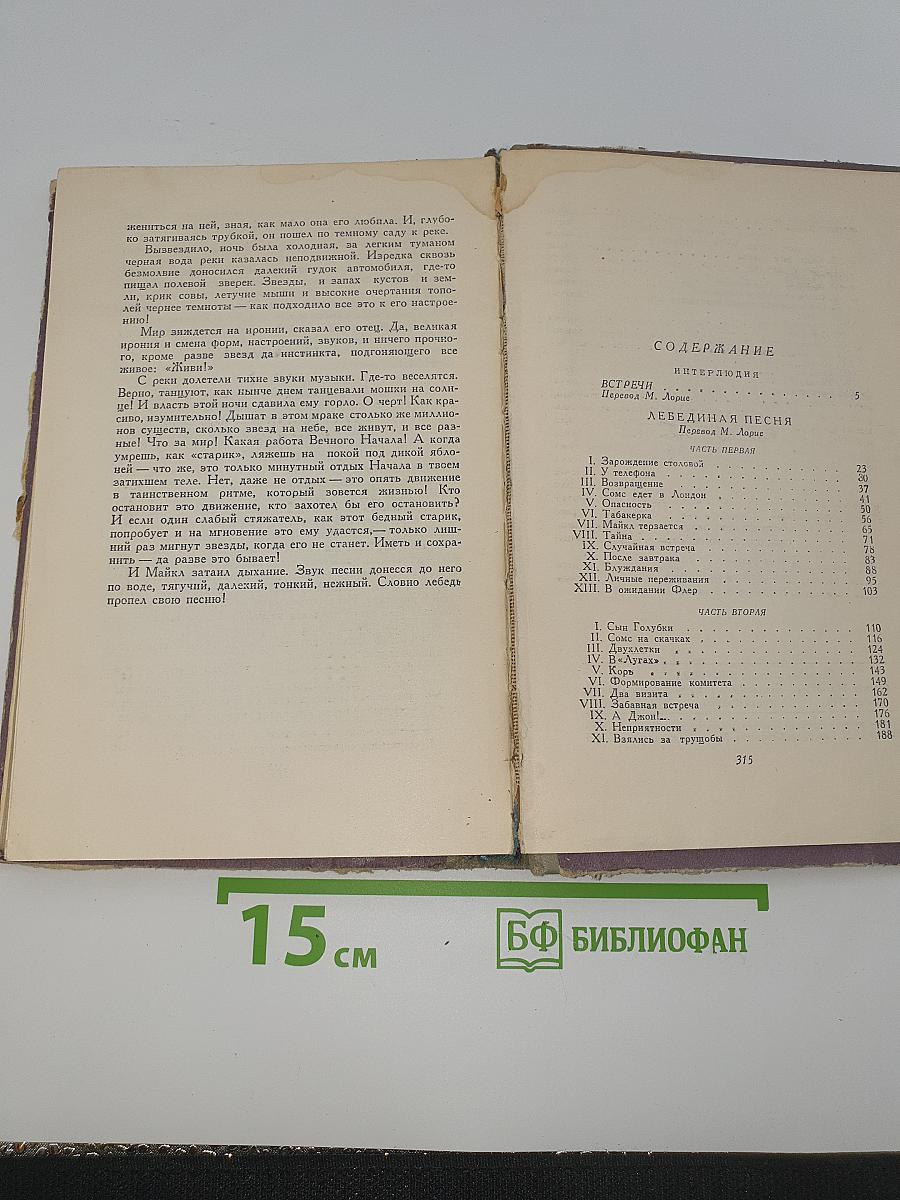 жениться на ней, зная, как мало она его любила. И, глубо-
ко затягиваясь трубкой, он пошел по темному саду к реке.
Вызвездило, ночь была холодная, за легким туманом
черная вода реки казалась неподвижной. Изредка сквозь
безмолвие доносился далекий гудок автомобиля, где-то
пищал полевой зверек. Звезды, и запах кустов и зем-
ли, крик совы, летучие мыши и высокие очертания топо-
лей чернее темноты — как подходило все это к его настрое-
нию!
Мир зиждется на иронии, сказал его отец. Да, великая
ирония и смена форм, настроений, звуков, и ничего прочно-
го, кроме разве звезд да инстинкта, подгоняющего все
живое: «Живи!»
С реки долетели тихие звуки музыки. Где-то веселятся.
Верно, танцуют, как нынче днем танцевали мошки на солн-
це! И власть этой ночи сдавила ему горло. О черт! Как кра-
сиво, изумительно! Дышат в этом мраке столько же миллио-
нов существ, сколько звезд на небе, все живут, и все раз-
ные! Что за мир! Какая работа Вечного Начала! А когда
умрешь, как «старик», ляжешь на покой под дикой ябло-
ней — что же, это только минутный отдых Начала в твоем
затихшем теле. Нет, даже не отдых — это опять движение
в таинственном ритме, который зовется жизнью! Кто
остановит это движение, кто захотел бы его остановить?
И если один слабый стяжатель, как этот бедный старик,
попробует и на мгновение это ему удастся,— только лиш-
ний раз мигнут звезды, когда его не станет. Иметь и сохра-
нить — да разве это бывает!
И Майкл затаил дыхание. Звук песни донесся до него
по воде, тягучий, далекий, тонкий, нежный. Словно лебедь
пропел свою песню!
СОДЕРЖАНИЕ
ИНТЕРЛЮДИЯ
ВСТРЕЧИ . . . . . . . . . . . . . . 5
Перевод М. Лорие
ЛЕБЕДИНАЯ ПЕСНЯ
Перевод М. Лорие
ЧАСТЬ ПЕРВАЯ
I. Зарождение столовой . . . . . . . . . . 23
II. У телефона . . . . . . . . . . . . . 30
III. Возвращение . . . . . . . . . . . . 37
IV. Сомс едет в Лондон . . . . . . . . . . 41
V. Опасность . . . . . . . . . . . . . 50
VI. Табакерка . . . . . . . . . . . . . 56
VII. Майкл терзается . . . . . . . . . . . 65
VIII. Тайна . . . . . . . . . . . . . . . 71
IX. Случайная встреча . . . . . . . . . . 78
X. После завтрака . . . . . . . . . . . . 83
XI. Блуждания . . . . . . . . . . . . . 88
XII. Личные переживания . . . . . . . . . . 95
XIII. В ожидании Флер . . . . . . . . . . . 103
ЧАСТЬ ВТОРАЯ
I. Сын Голубки . . . . . . . . . . . . 110
II. Сомс на скачках . . . . . . . . . . . 116
III. Двухлетки . . . . . . . . . . . . . 124
IV. В «Лугах» . . . . . . . . . . . . . 132
V. Корь . . . . . . . . . . . . . . . 143
VI. Формирование комитета . . . . . . . . . 149
VII. Два визита . . . . . . . . . . . . . 162
VIII. Забавная встреча . . . . . . . . . . . 170
IX. А Джон!... . . . . . . . . . . . . . 176
X. Неприятности . . . . . . . . . . . . 181
XI. Взялись за трущобы . . . . . . . . . . 188
315
15 см
БФ БИБЛИОФАН